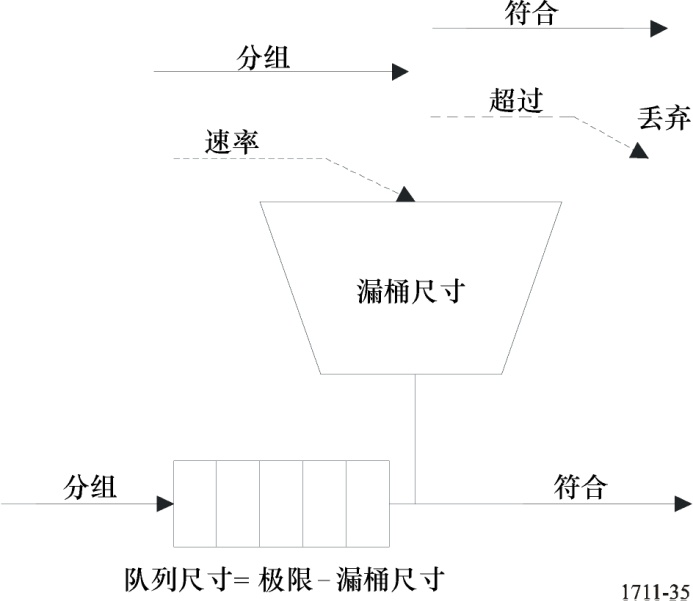 符合
分组
超过
丢弃
速率
漏桶尺寸
分组
符合
队列尺寸= 极限 – 漏桶尺寸
1711-35